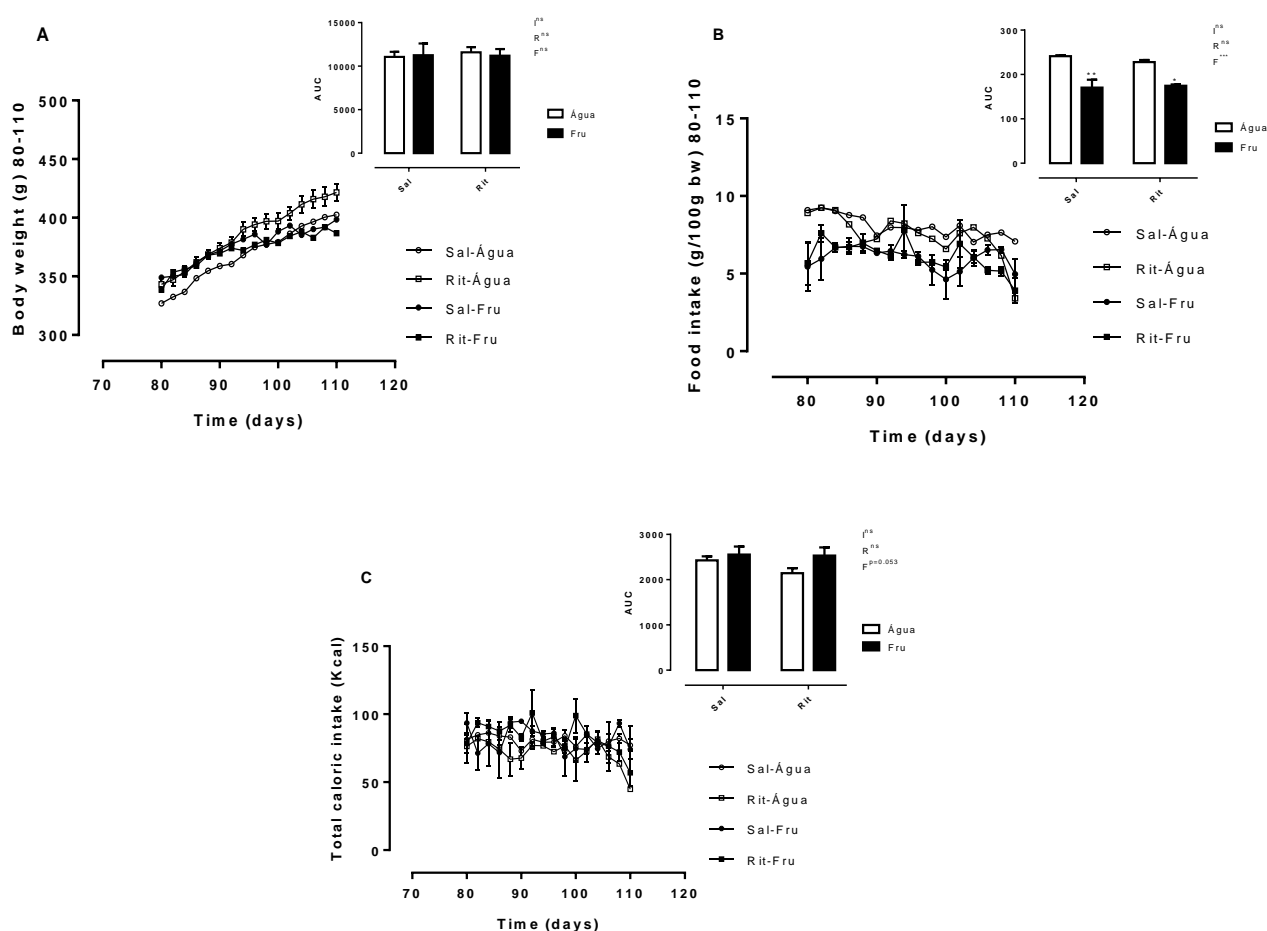 A
Body weight (g) 80-110
500
450
400
350
300
70 80 90 100 110 120
Time (days)
AUC
15000
10000
5000
0
Sal Rit
I ns
R ns
F ns
Água
Fru
Sal-Água
Rit-Água
Sal-Fru
Rit-Fru
B
Food intake (g/100g bw) 80-110
15
10
5
0
80 90 100 110 120
Time (days)
AUC
300
200
100
0
** *
Sal Rit
I ns
R ns
F ***
Água
Fru
Sal-Água
Rit-Água
Sal-Fru
Rit-Fru
C
Total caloric intake (Kcal)
150
100
50
0
70 80 90 100 110 120
Time (days)
AUC
3000
2000
1000
0
Sal Rit
I ns
R ns
F p=0.053
Água
Fru
Sal-Água
Rit-Água
Sal-Fru
Rit-Fru